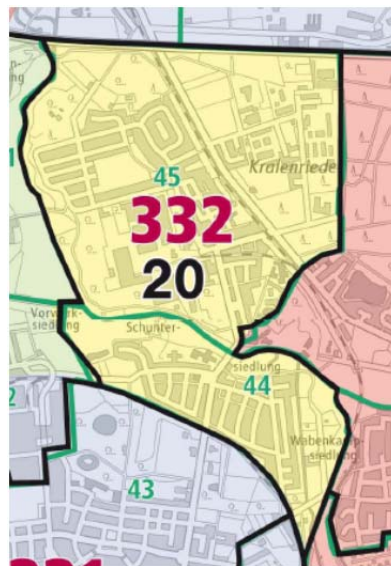 45
Kralenriede
332
20
Vorwerk-
siedlung
Schunter-
siedlung
44
Wabenkamp-
siedlung
43